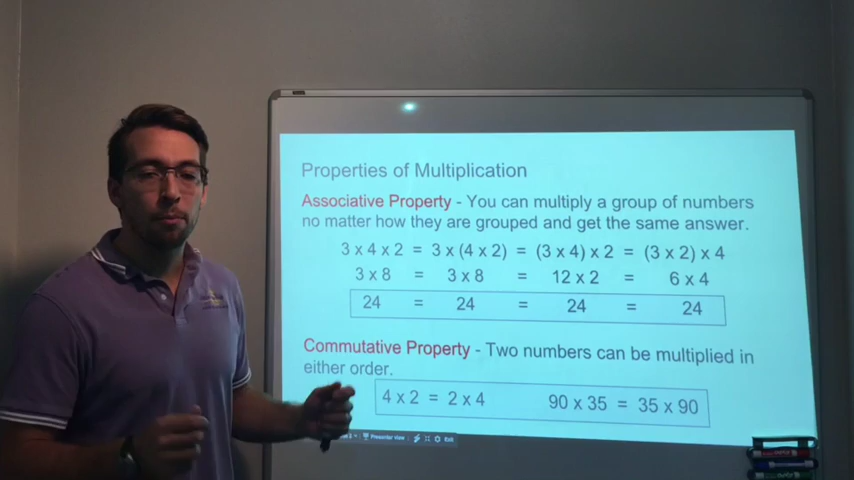 Properties of Multiplication
Associative Property - You can multiply a group of numbers
no matter how they are grouped and get the same answer.
3 x 4 x 2 = 3 x (4 x 2) = (3 x 4) x 2 = (3 x 2) x 4
3 x 8 = 3 x 8 = 12 x 2 = 6 x 4
24 = 24 = 24 = 24
Commutative Property - Two numbers can be multiplied in
either order.
4 x 2 = 2 x 4 90 x 35 = 35 x 90
Presenter view Exit